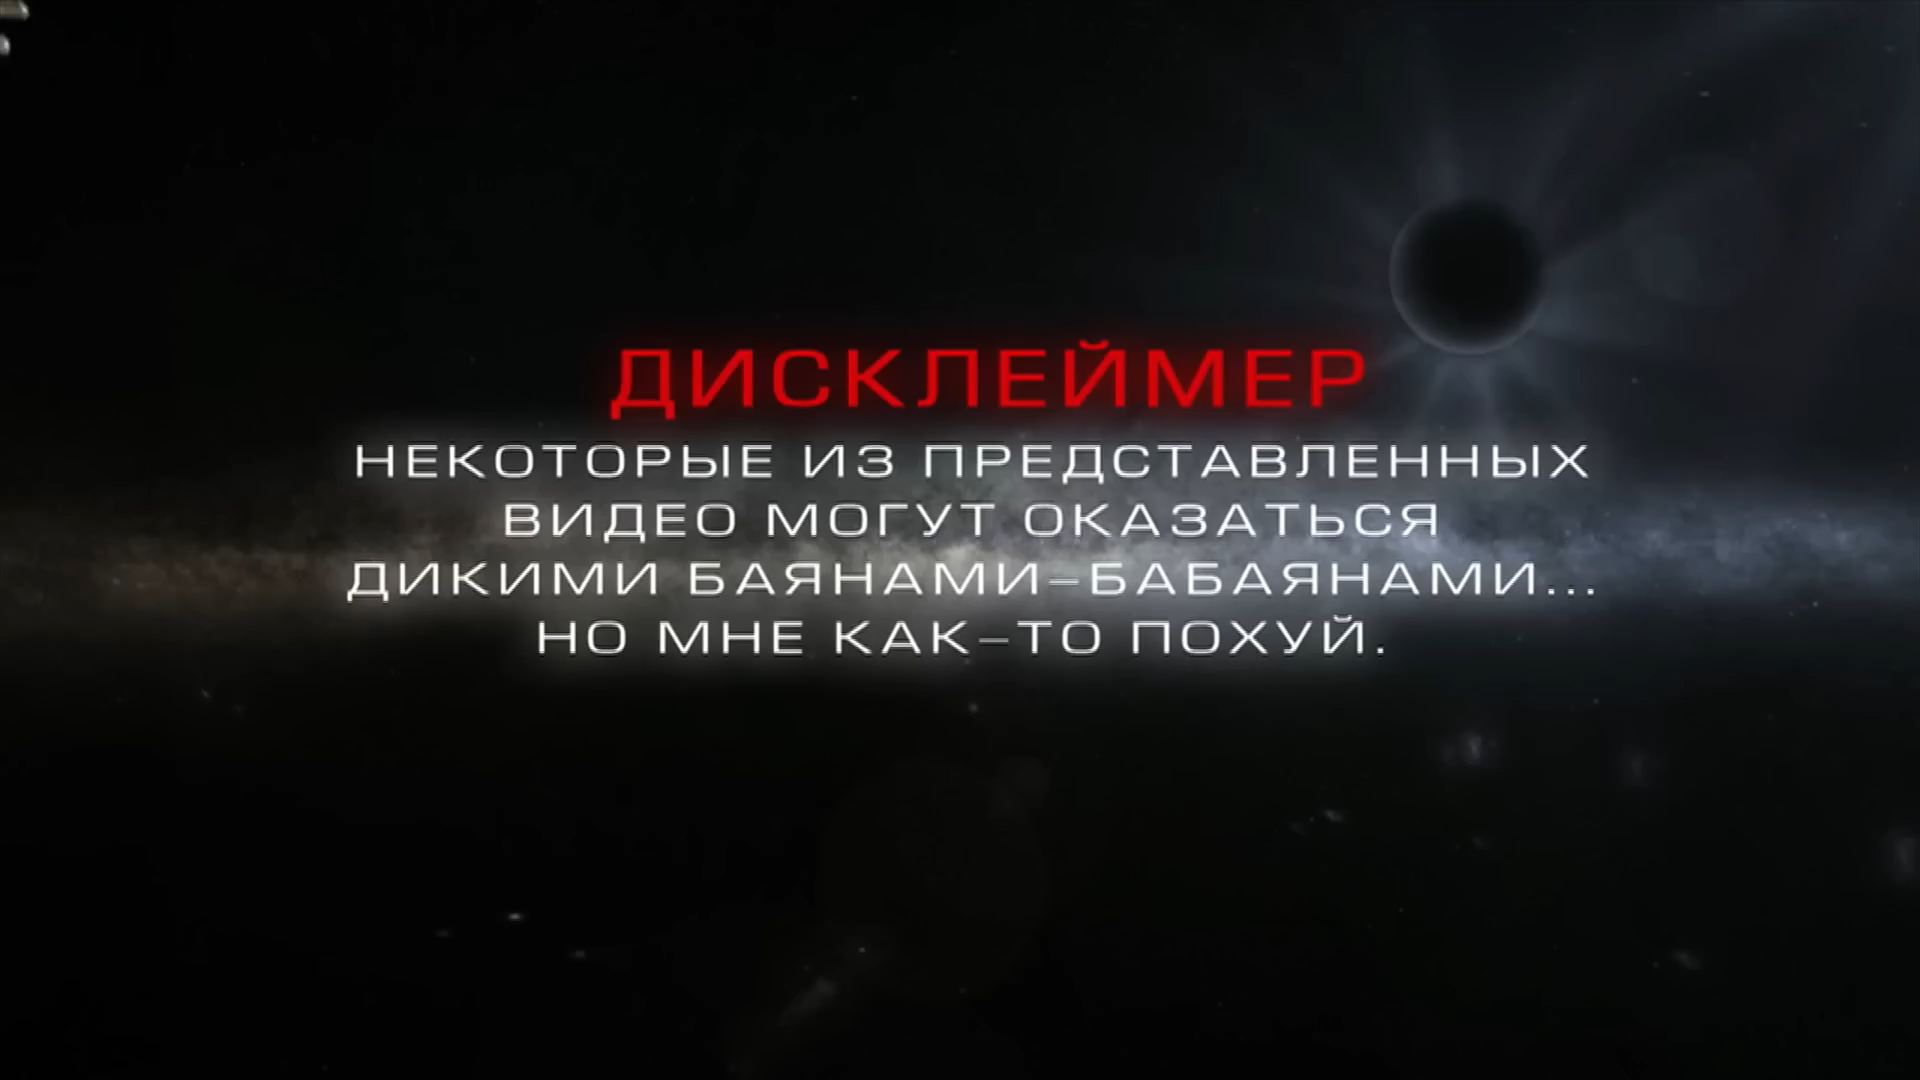 ДИСКЛЕЙМЕР
НЕКОТОРЫЕ ИЗ ПРЕДСТАВЛЕННЫХ
ВИДЕО МОГУТ ОКАЗАТЬСЯ
ДИКИМИ БАЯНАМИ–БАБАЯНАМИ...
НО МНЕ КАК–ТО ПОХУЙ.